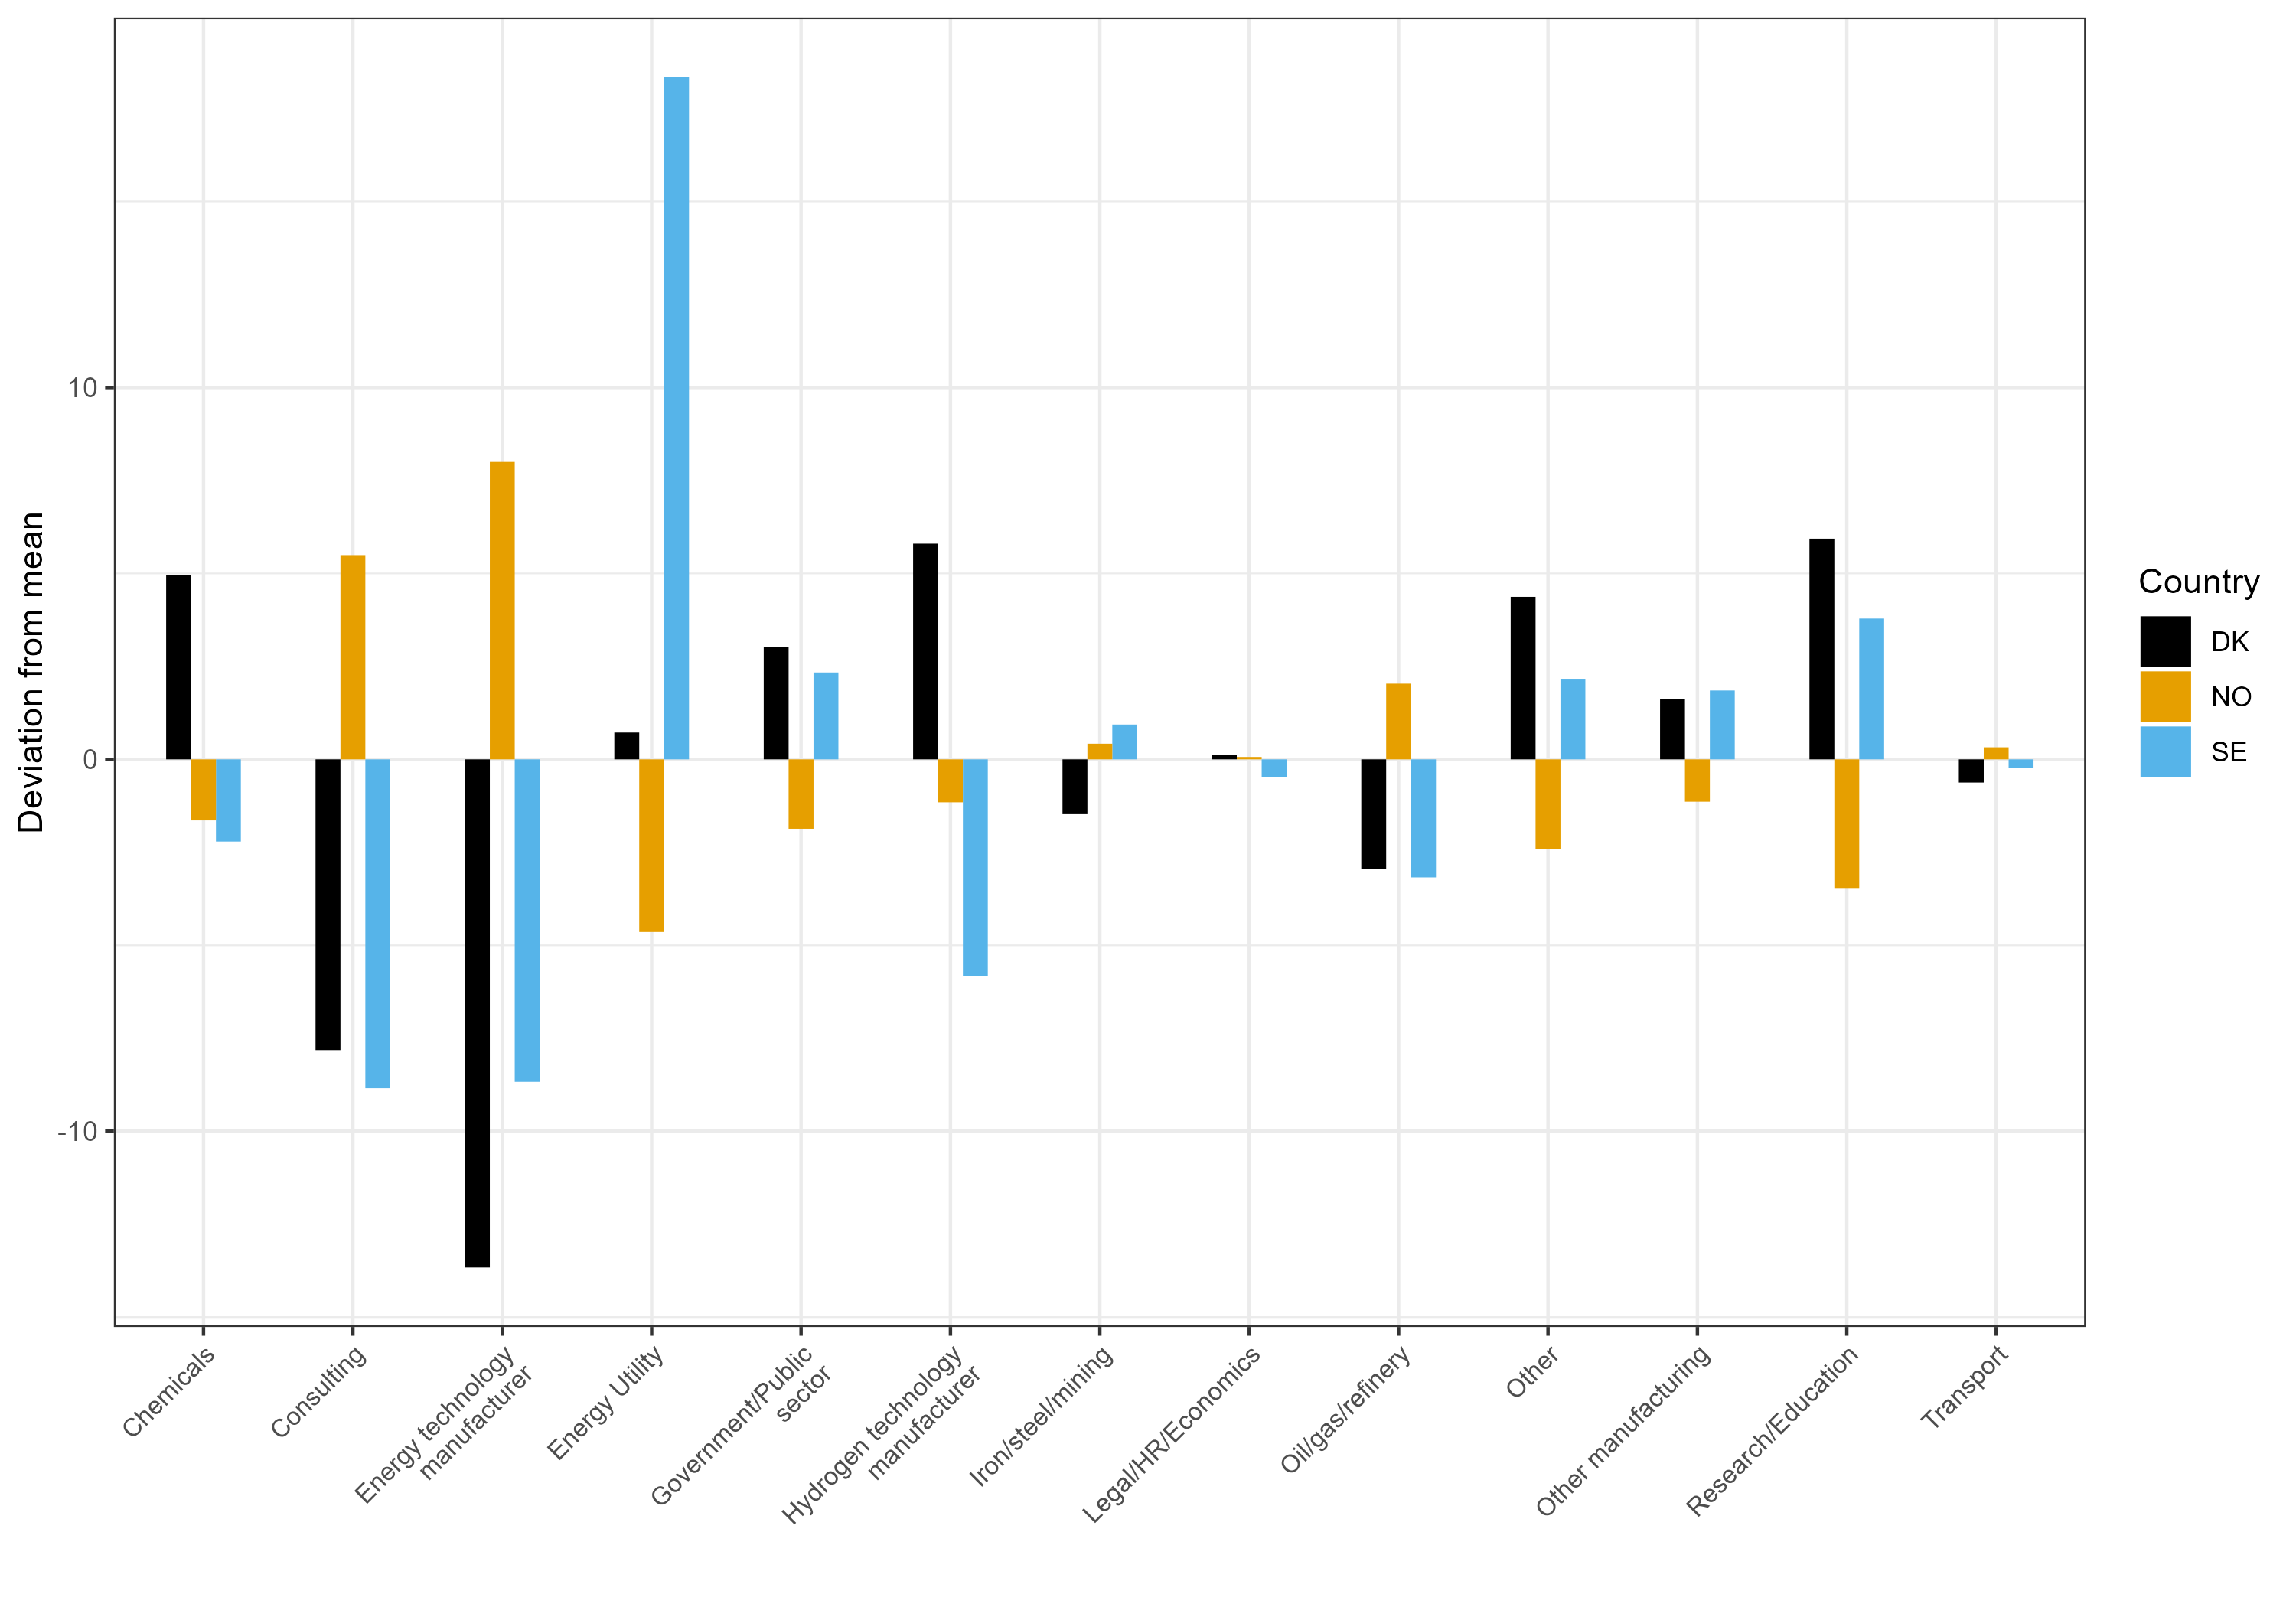 Deviation from mean
10
0
-10
Chemicals
Consulting
Energy technology
manufacturer
Energy Utility
Government/Public
sector
Hydrogen technology
manufacturer
Iron/steel/mining
Legal/HR/Economics
Oil/gas/refinery
Other
Other manufacturing
Research/Education
Transport
Country
DK
NO
SE